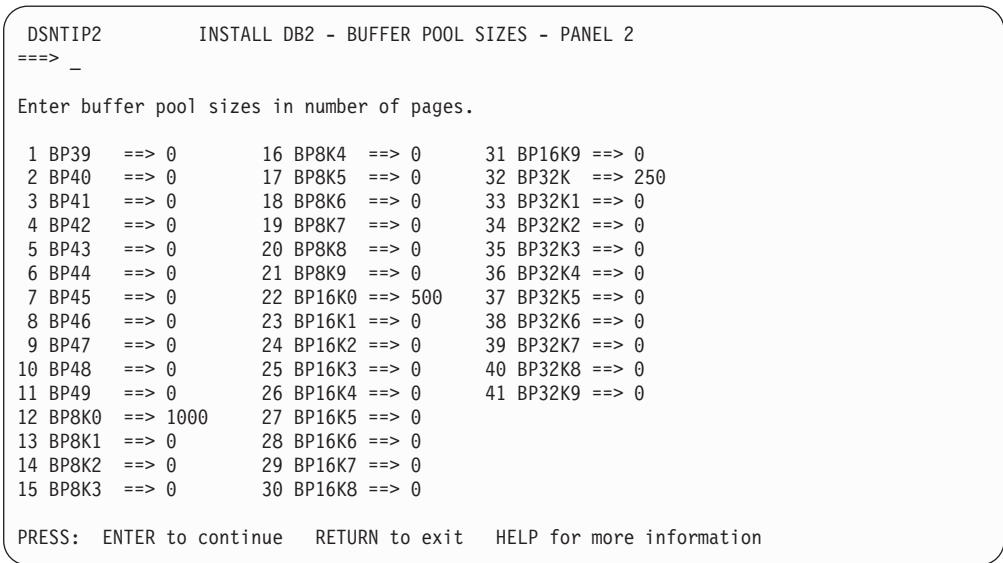 DSNTIP2 INSTALL DB2 - BUFFER POOL SIZES - PANEL 2
===> _
Enter buffer pool sizes in number of pages.
1 BP39 ==> 0 16 BP8K4 ==> 0 31 BP16K9 ==> 0
2 BP40 ==> 0 17 BP8K5 ==> 0 32 BP32K ==> 250
3 BP41 ==> 0 18 BP8K6 ==> 0 33 BP32K1 ==> 0
4 BP42 ==> 0 19 BP8K7 ==> 0 34 BP32K2 ==> 0
5 BP43 ==> 0 20 BP8K8 ==> 0 35 BP32K3 ==> 0
6 BP44 ==> 0 21 BP8K9 ==> 0 36 BP32K4 ==> 0
7 BP45 ==> 0 22 BP16K0 ==> 500 37 BP32K5 ==> 0
8 BP46 ==> 0 23 BP16K1 ==> 0 38 BP32K6 ==> 0
9 BP47 ==> 0 24 BP16K2 ==> 0 39 BP32K7 ==> 0
10 BP48 ==> 0 25 BP16K3 ==> 0 40 BP32K8 ==> 0
11 BP49 ==> 0 26 BP16K4 ==> 0 41 BP32K9 ==> 0
12 BP8K0 ==> 1000 27 BP16K5 ==> 0
13 BP8K1 ==> 0 28 BP16K6 ==> 0
14 BP8K2 ==> 0 29 BP16K7 ==> 0
15 BP8K3 ==> 0 30 BP16K8 ==> 0
PRESS: ENTER to continue RETURN to exit HELP for more information